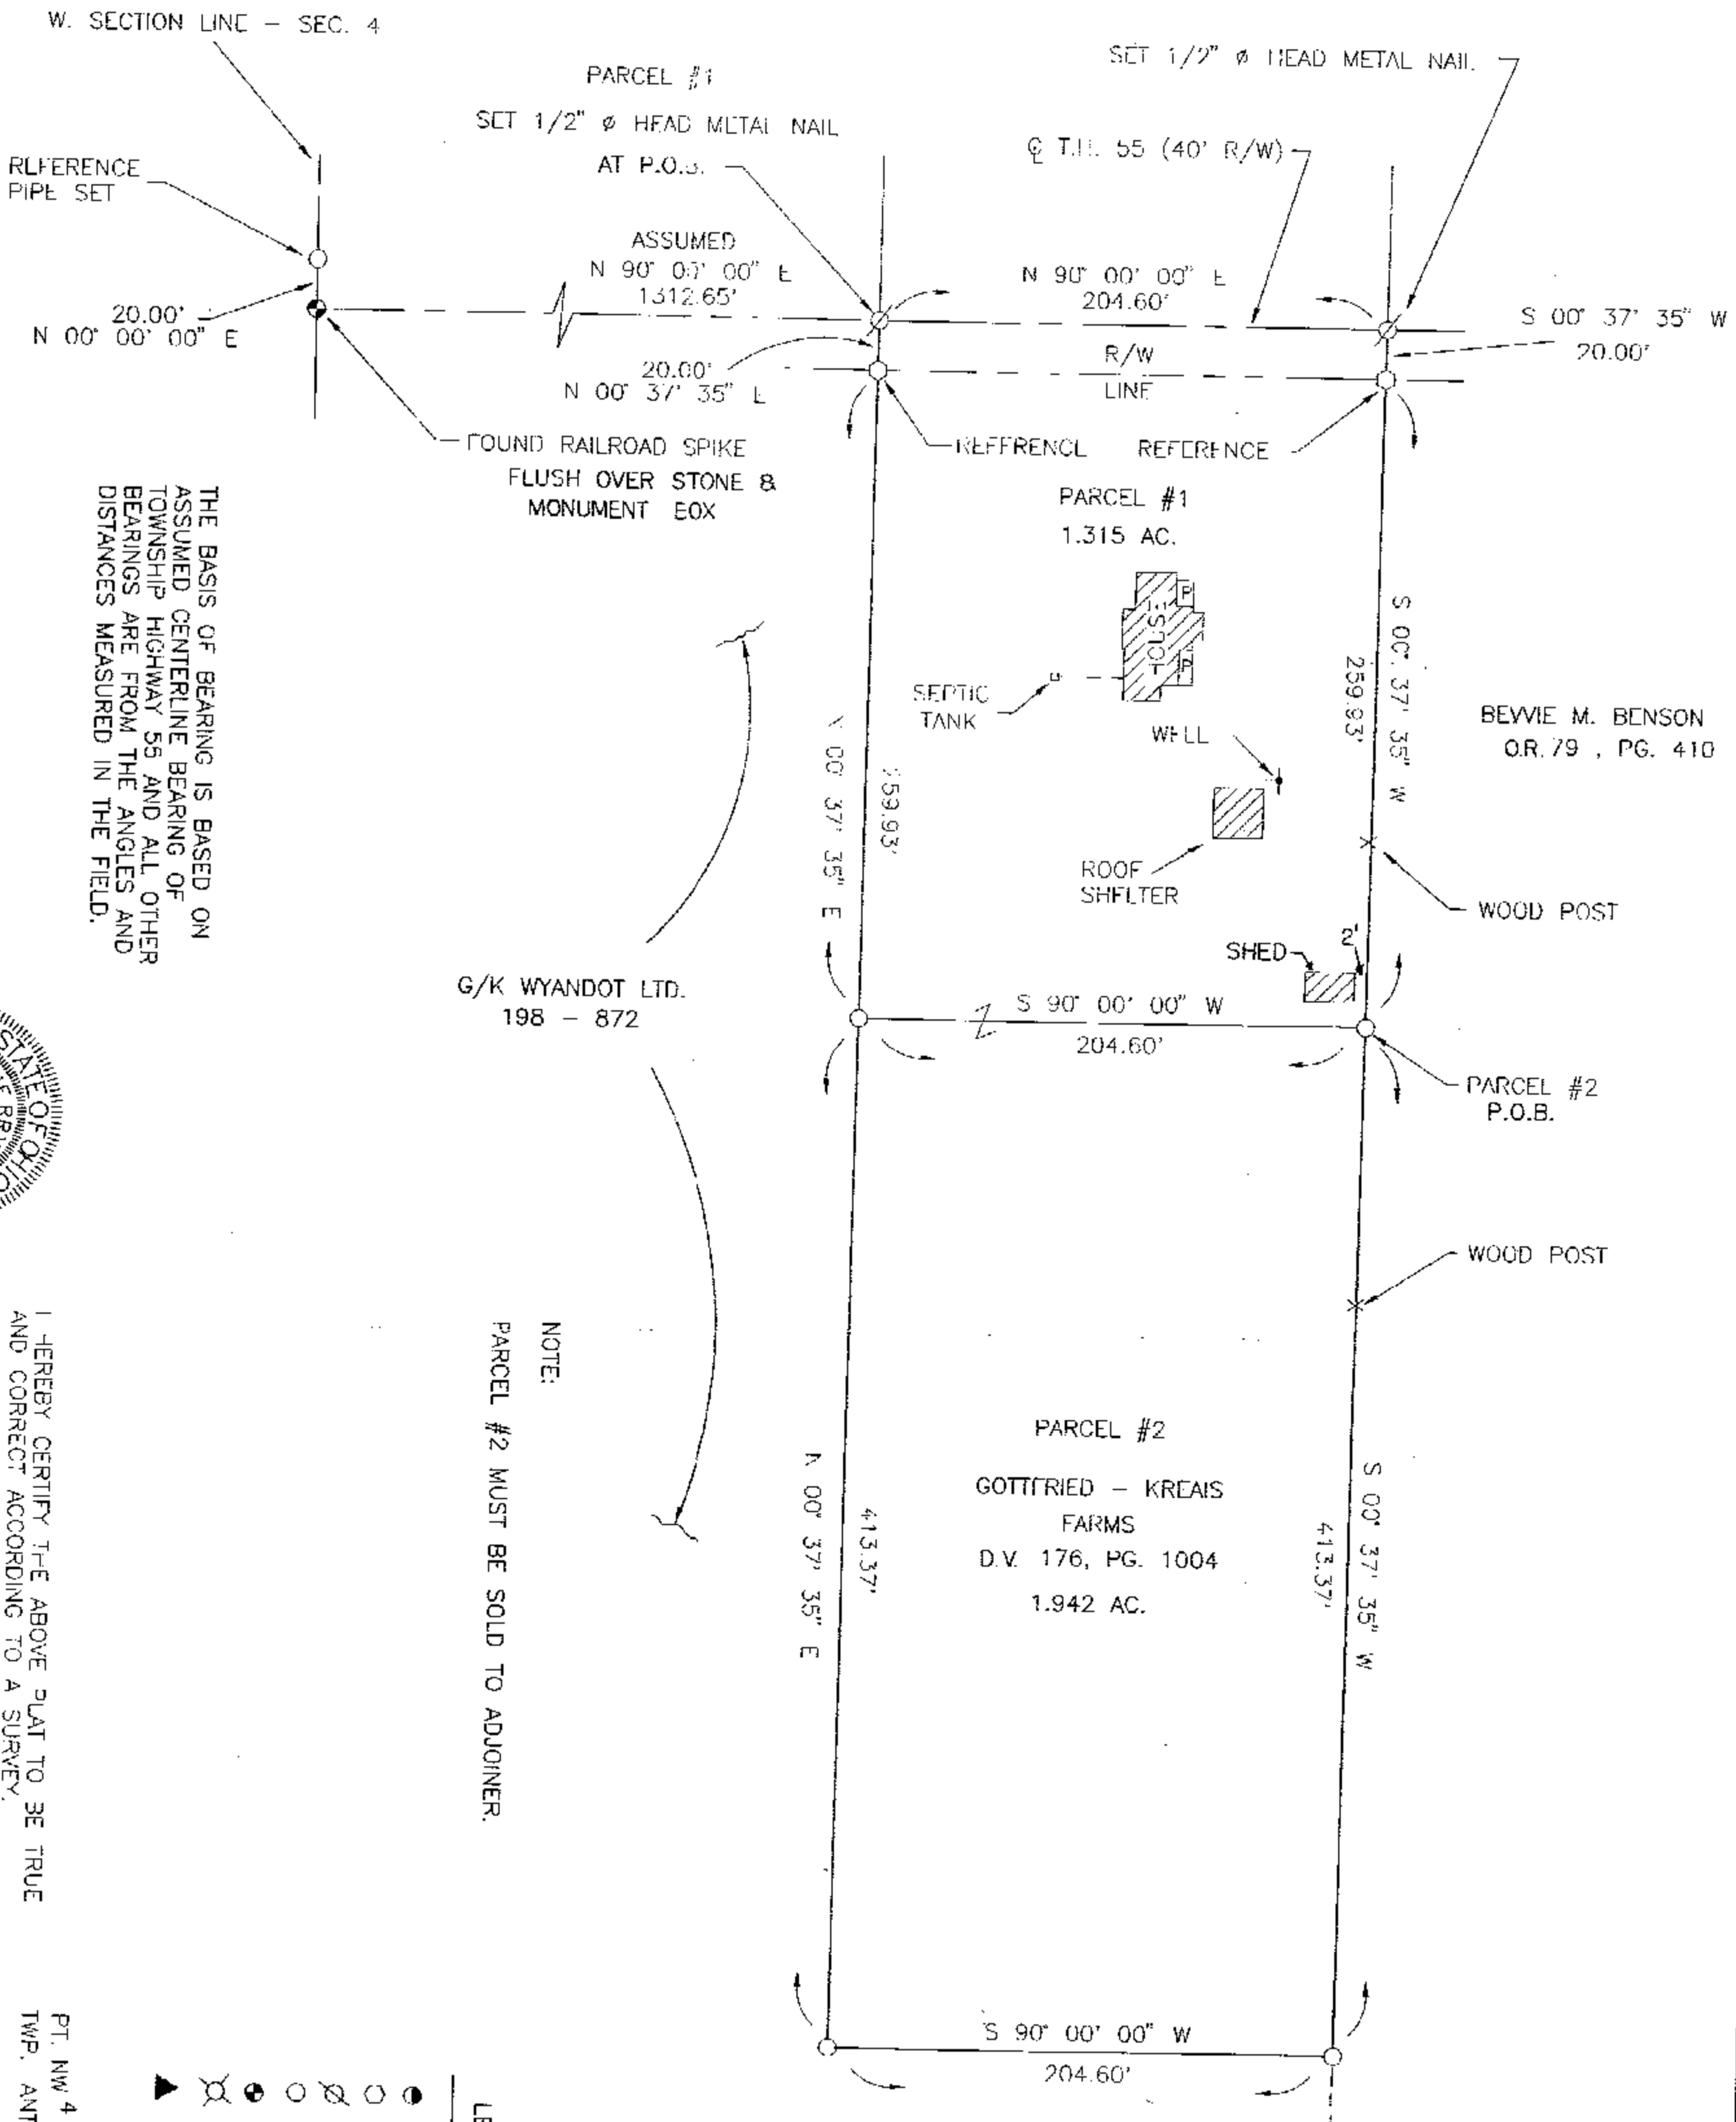 W. SECTION LINE - SEC. 4
SET 1/2" ø HEAD METAL NAIL
PARCEL #1
SET 1/2" ø HEAD METAL NAIL
AT P.O.B.
℄ T.H. 55 (40' R/W)
REFERENCE
PIPE SET
ASSUMED
N 90° 00' 00" E
1312.65'
N 90° 00' 00" E
204.60'
20.00'
N 00° 00' 00" E
S 00° 37' 35" W
20.00'
20.00'
N 00° 37' 35" E
R/W
LINE
FOUND RAILROAD SPIKE
FLUSH OVER STONE &
MONUMENT BOX
REFERENCE
REFERENCE
PARCEL #1
1.315 AC.
THE BASIS OF BEARING IS BASED ON
ASSUMED CENTERLINE BEARING OF
TOWNSHIP HIGHWAY 55 AND ALL OTHER
BEARINGS ARE FROM THE ANGLES AND
DISTANCES MEASURED IN THE FIELD.
HOUSE
P
P
SEPTIC
TANK
WELL
S 00° 37' 35" W
259.93'
BEVVIE M. BENSON
O.R. 79 , PG. 410
N 00° 37' 35" E
259.93'
ROOF
SHELTER
WOOD POST
SHED
2'
G/K WYANDOT LTD.
198 - 872
S 90° 00' 00" W
204.60'
PARCEL #2
P.O.B.
STATE OF OHIO
WOOD POST
I HEREBY CERTIFY THE ABOVE PLAT TO BE TRUE
AND CORRECT ACCORDING TO A SURVEY.
NOTE:
PARCEL #2 MUST BE SOLD TO ADJOINER.
PARCEL #2
GOTTFRIED - KREAIS
FARMS
D.V. 176, PG. 1004
1.942 AC.
N 00° 37' 35" E
413.37'
S 00° 37' 35" W
413.37'
S 90° 00' 00" W
204.60'
PT. NW 4
TWP. ANT
LE